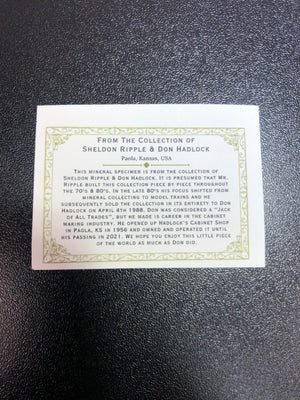 From The Collection of
Sheldon Ripple & Don Hadlock
Paola, Kansas, USA
This mineral specimen is from the collection of
Sheldon Ripple & Don Hadlock. It is presumed that Mr.
Ripple built this collection piece by piece throughout
the 70's & 80's. In the late 80's his focus shifted from
mineral collecting to model trains and he
subsequently sold the collection in its entirety to Don
Hadlock on April 8th 1988. Don was considered a "Jack
of All Trades", but he made is career in the cabinet
making industry. He opened up Hadlock's Cabinet Shop
in Paola, KS in 1956 and owned and operated it until
his passing in 2021. We hope you enjoy this little piece
of the world as much as Don did.